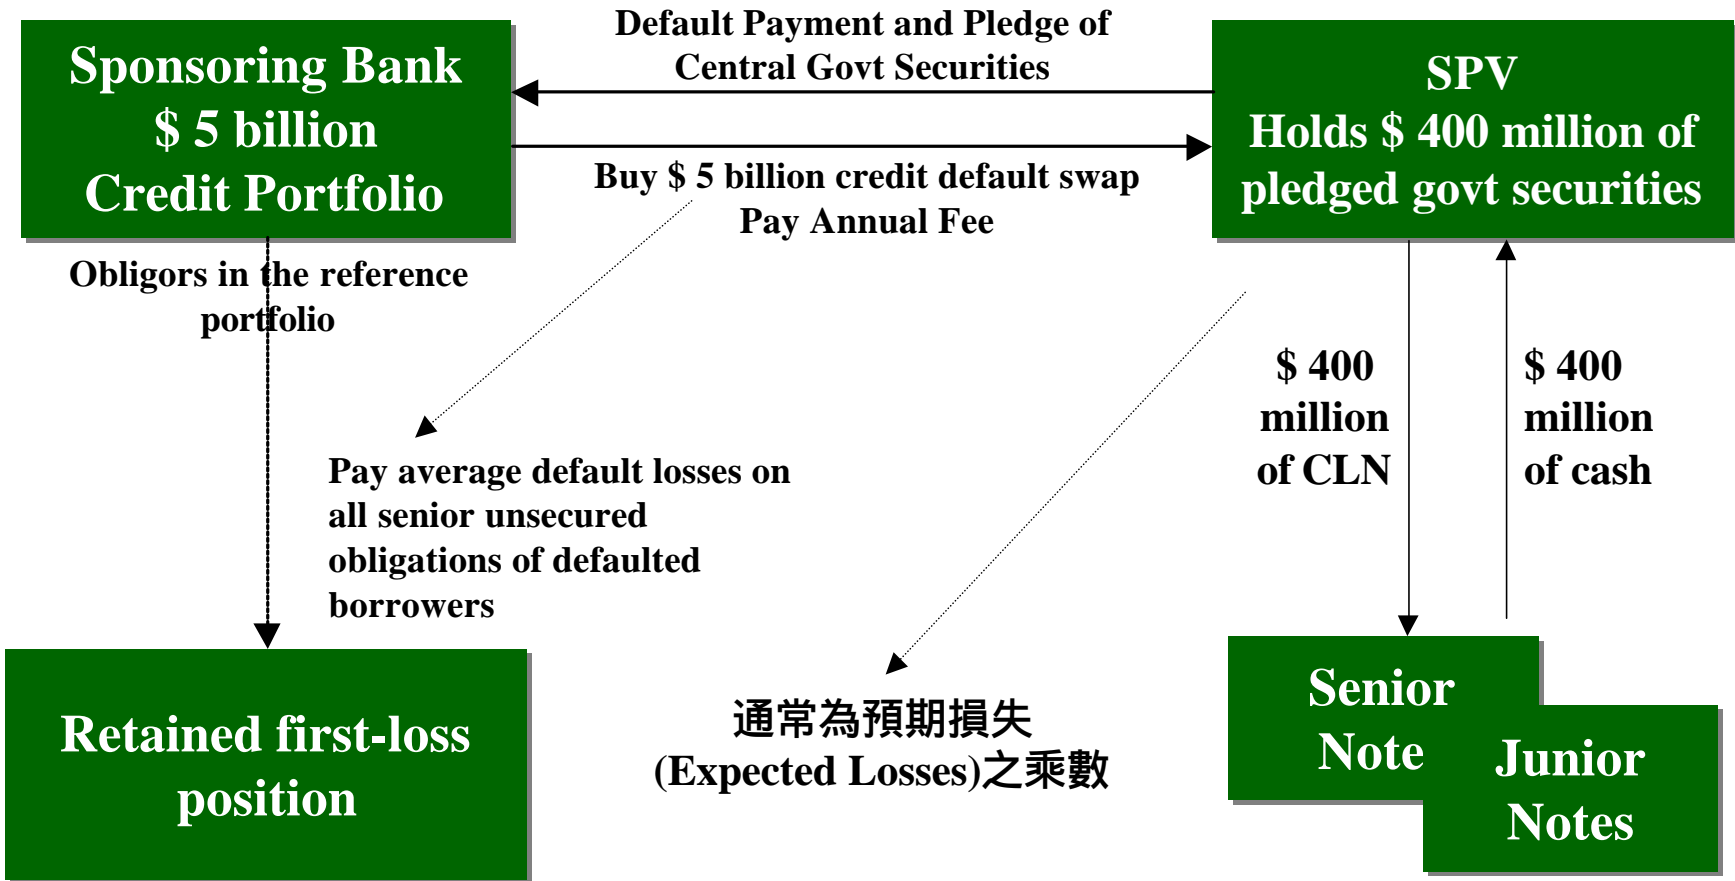 Default Payment and Pledge of
Central Govt Securities
Sponsoring Bank
$ 5 billion
Credit Portfolio
SPV
Holds $ 400 million of
pledged govt securities
Buy $ 5 billion credit default swap
Pay Annual Fee
Obligors in the reference
portfolio
$ 400
million
of CLN
$ 400
million
of cash
Pay average default losses on
all senior unsecured
obligations of defaulted
borrowers
Retained first-loss
position
通常為預期損失
(Expected Losses)之乘數
Senior
Note
Junior
Notes